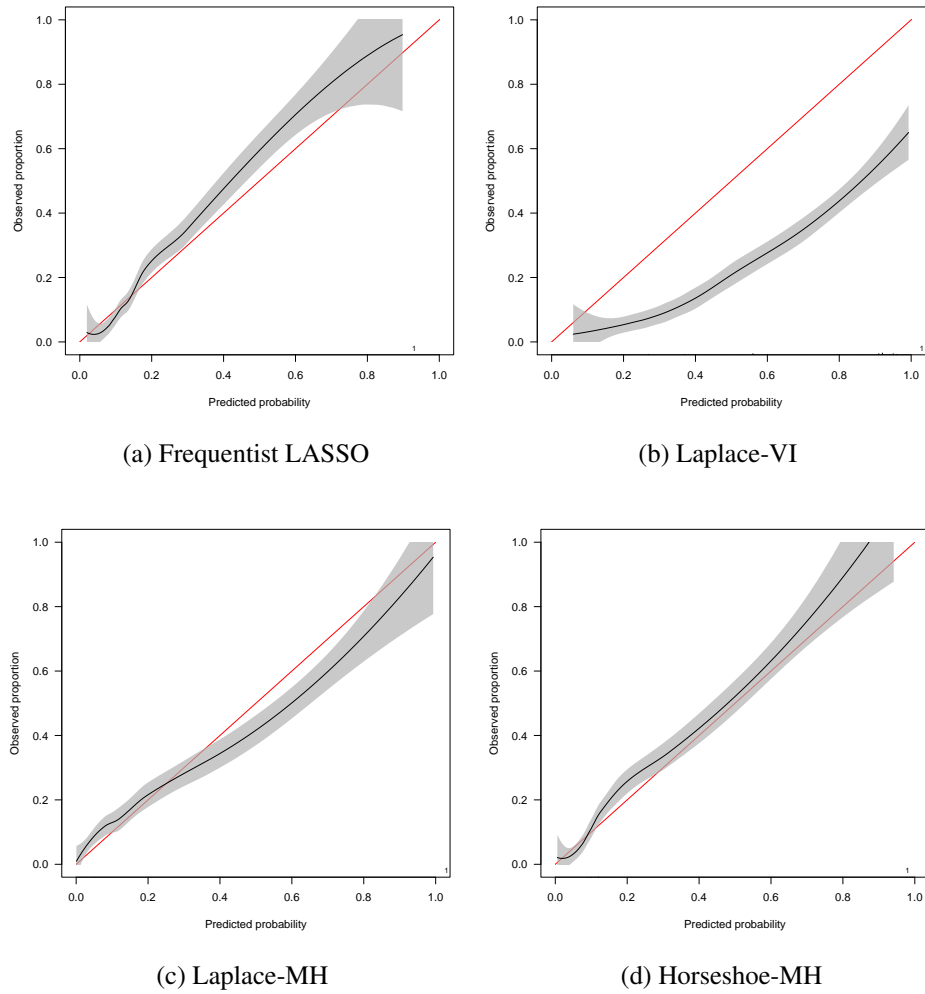 1.0
0.8
0.6
0.4
0.2
0.0
Observed proportion
1
0.0 0.2 0.4 0.6 0.8 1.0
Predicted probability
(a) Frequentist LASSO
1.0
0.8
0.6
0.4
0.2
0.0
Observed proportion
1
0.0 0.2 0.4 0.6 0.8 1.0
Predicted probability
(b) Laplace-VI
1.0
0.8
0.6
0.4
0.2
0.0
Observed proportion
1
0.0 0.2 0.4 0.6 0.8 1.0
Predicted probability
(c) Laplace-MH
1.0
0.8
0.6
0.4
0.2
0.0
Observed proportion
1
0.0 0.2 0.4 0.6 0.8 1.0
Predicted probability
(d) Horseshoe-MH